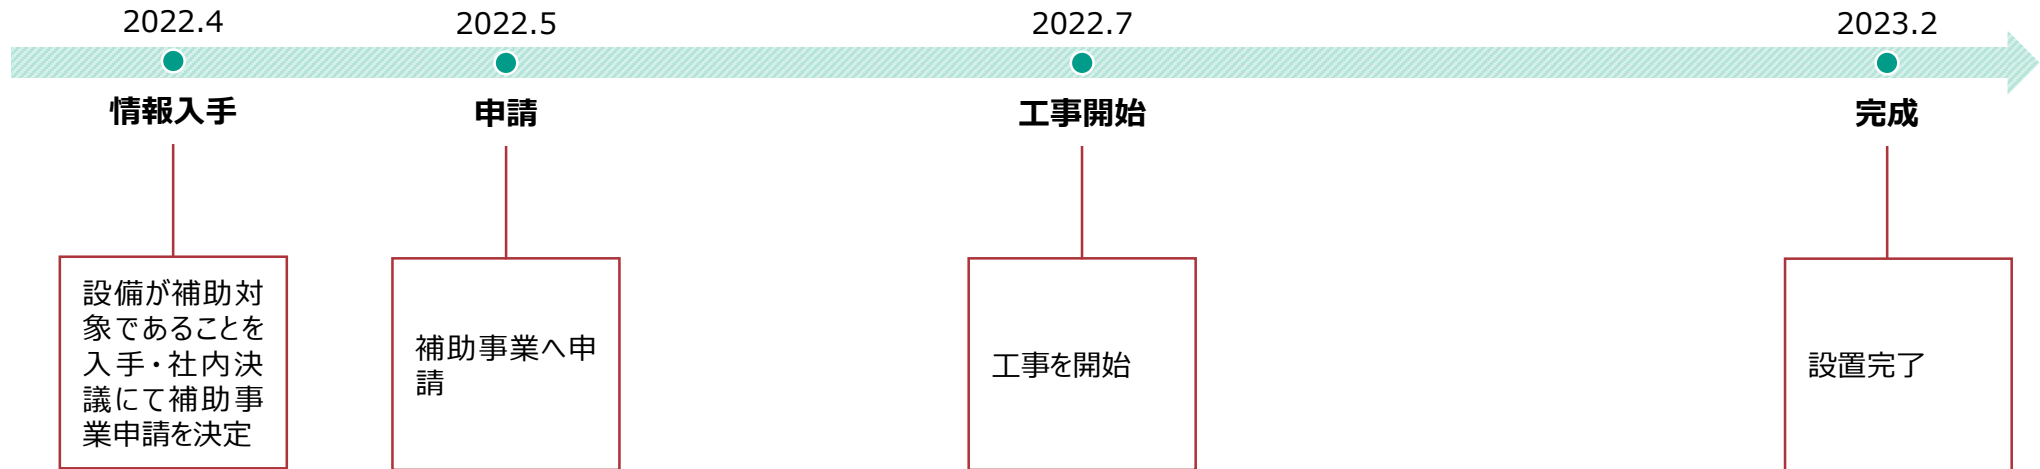 2022.4
2022.5
2022.7
2023.2
情報入手
申請
工事開始
完成
設備が補助対
象であることを
入手・社内決
議にて補助事
業申請を決定
補助事業へ申
請
工事を開始
設置完了